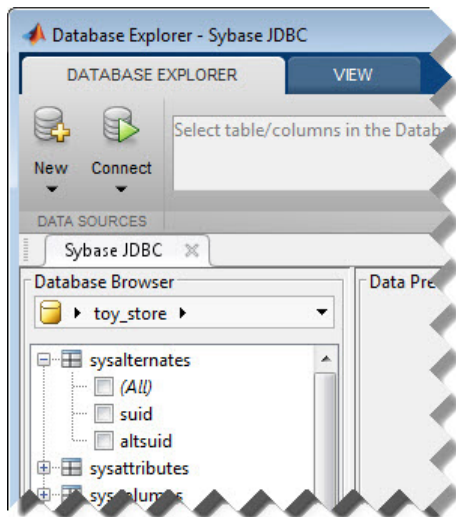 Database Explorer - Sybase JDBC
DATABASE EXPLORER
VIEW
Select table/columns in the Databa
New
Connect
DATA SOURCES
Sybase JDBC
Database Browser
Data Pre
toy_store
sysalternates
(All)
suid
altsuid
sysattributes